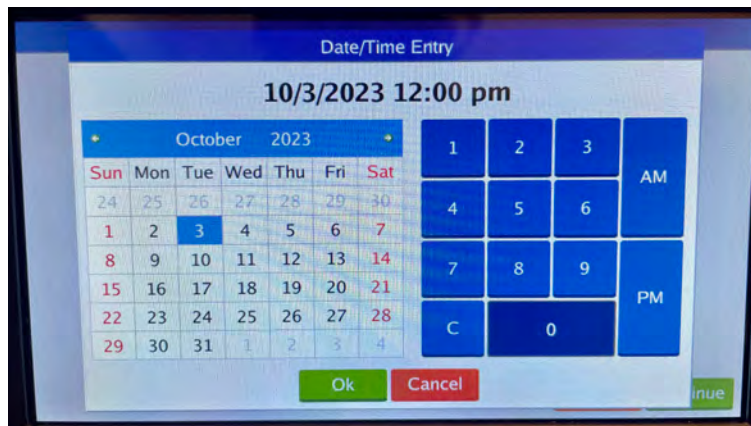 Date/Time Entry
10/3/2023 12:00 pm
October 2023
Sun Mon Tue Wed Thu Fri Sat
24 25 26 27 28 29 30
1 2 3 4 5 6 7
8 9 10 11 12 13 14
15 16 17 18 19 20 21
22 23 24 25 26 27 28
29 30 31 1 2 3 4
1 2 3
AM
4 5 6
7 8 9
PM
C 0
Ok Cancel
inue